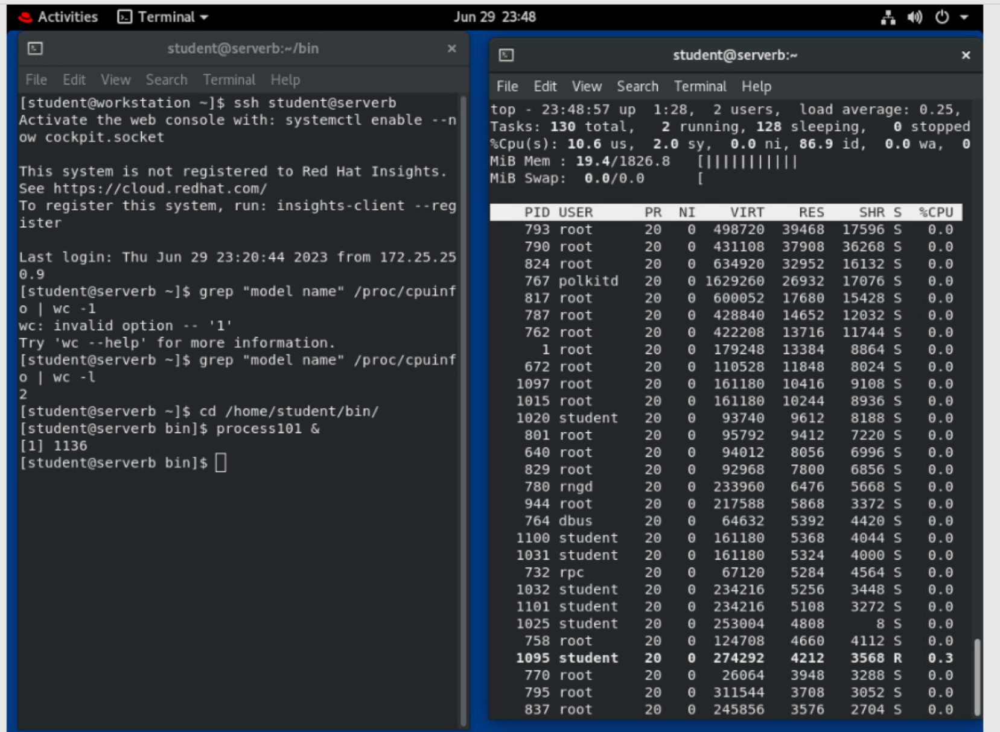 Activities Terminal Jun 29 23:48
student@serverb:~/bin
File Edit View Search Terminal Help
[student@workstation ~]$ ssh student@serverb
Activate the web console with: systemctl enable --n
ow cockpit.socket
This system is not registered to Red Hat Insights.
See https://cloud.redhat.com/
To register this system, run: insights-client --reg
ister
Last login: Thu Jun 29 23:20:44 2023 from 172.25.25
0.9
[student@serverb ~]$ grep "model name" /proc/cpuinf
o | wc -1
wc: invalid option -- '1'
Try 'wc --help' for more information.
[student@serverb ~]$ grep "model name" /proc/cpuinf
o | wc -l
2
[student@serverb ~]$ cd /home/student/bin/
[student@serverb bin]$ process101 &
[1] 1136
[student@serverb bin]$
student@serverb:~
File Edit View Search Terminal Help
top - 23:48:57 up 1:28, 2 users, load average: 0.25,
Tasks: 130 total, 2 running, 128 sleeping, 0 stopped
%Cpu(s): 10.6 us, 2.0 sy, 0.0 ni, 86.9 id, 0.0 wa, 0
MiB Mem : 19.4/1826.8 [|||||||||||
MiB Swap: 0.0/0.0 [
PID USER PR NI VIRT RES SHR S %CPU
793 root 20 0 498720 39468 17596 S 0.0
790 root 20 0 431108 37908 36268 S 0.0
824 root 20 0 634920 32952 16132 S 0.0
767 polkitd 20 0 1629260 26932 17076 S 0.0
817 root 20 0 600052 17680 15428 S 0.0
787 root 20 0 428840 14652 12032 S 0.0
762 root 20 0 422208 13716 11744 S 0.0
1 root 20 0 179248 13384 8864 S 0.0
672 root 20 0 110528 11848 8024 S 0.0
1097 root 20 0 161180 10416 9108 S 0.0
1015 root 20 0 161180 10244 8936 S 0.0
1020 student 20 0 93740 9612 8188 S 0.0
801 root 20 0 95792 9412 7220 S 0.0
640 root 20 0 94012 8056 6996 S 0.0
829 root 20 0 92968 7800 6856 S 0.0
780 rngd 20 0 233960 6476 5668 S 0.0
944 root 20 0 217588 5868 3372 S 0.0
764 dbus 20 0 64632 5392 4420 S 0.0
1100 student 20 0 161180 5368 4044 S 0.0
1031 student 20 0 161180 5324 4000 S 0.0
732 rpc 20 0 67120 5284 4564 S 0.0
1032 student 20 0 234216 5256 3448 S 0.0
1101 student 20 0 234216 5108 3272 S 0.0
1025 student 20 0 253004 4808 8 S 0.0
758 root 20 0 124708 4660 4112 S 0.0
1095 student 20 0 274292 4212 3568 R 0.3
770 root 20 0 26064 3948 3288 S 0.0
795 root 20 0 311544 3708 3052 S 0.0
837 root 20 0 245856 3576 2704 S 0.0